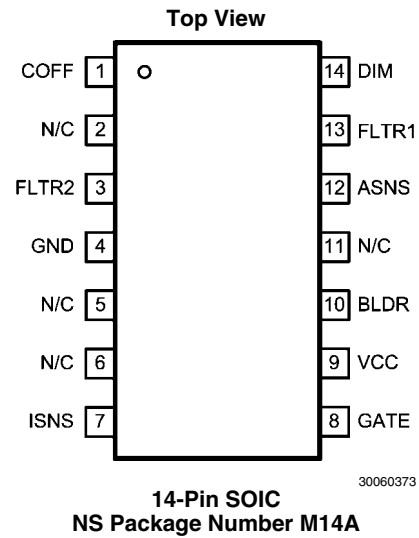 Top View
COFF 1 14 DIM
N/C 2 13 FLTR1
FLTR2 3 12 ASNS
GND 4 11 N/C
N/C 5 10 BLDR
N/C 6 9 VCC
ISNS 7 8 GATE
30060373
14-Pin SOIC
NS Package Number M14A